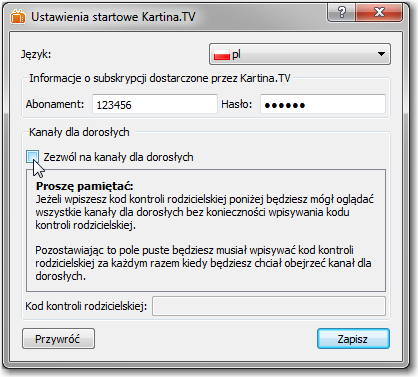 Ustawienia startowe Kartina.TV
Język:
pl
Informacje o subskrypcji dostarczone przez Kartina.TV
Abonament: 123456 Hasło: ●●●●●●
Kanały dla dorosłych
Zezwól na kanały dla dorosłych
Proszę pamiętać:
Jeżeli wpiszesz kod kontroli rodzicielskiej poniżej będziesz mógł oglądać
wszystkie kanały dla dorosłych bez konieczności wpisywania kodu
kontroli rodzicielskiej.
Pozostawiając to pole puste będziesz musiał wpisywać kod kontroli
rodzicielskiej za każdym razem kiedy będziesz chciał obejrzeć kanał dla
dorosłych.
Kod kontroli rodzicielskiej:
Przywróć
Zapisz